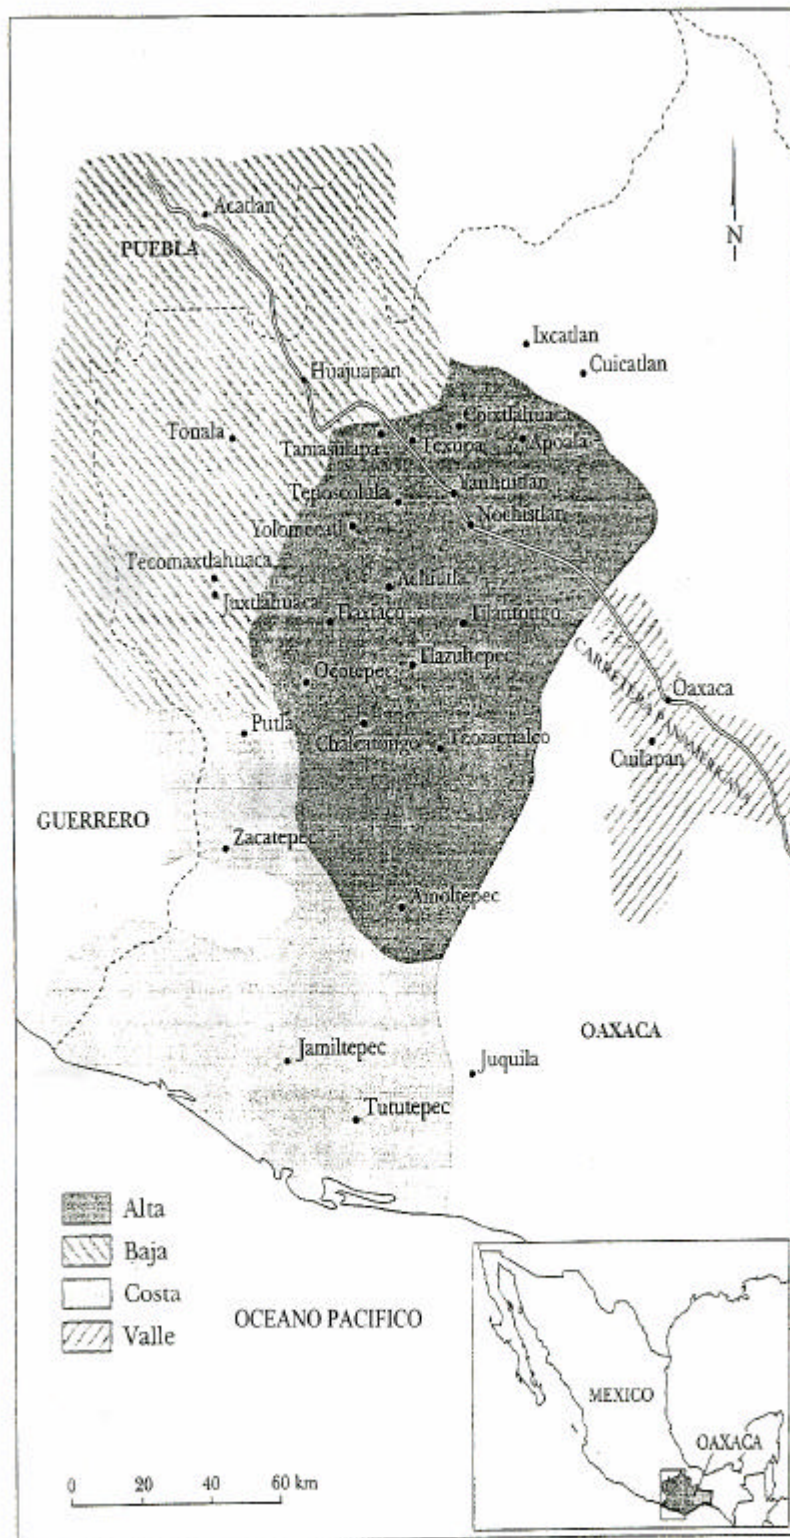 Acatlan
PUEBLA
N
Ixcatlan
Cuicatlan
Huajuapan
Coixtlahuaca
Tonala
Tamasulapa
Texupa
Apoala
Yanhuitlan
Teposcolula
Nochistlan
Yolomecatl
Tecomaxtlahuaca
Achiutla
Juxtlahuaca
Tlaxiaco
Tilantongo
Tlazultepec
Ocotepec
CARRETERA PANAMERICANA
Oaxaca
Putla
Chalcatongo
Teozacualco
Cuilapan
GUERRERO
Zacatepec
Amoltepec
OAXACA
Jamiltepec
Juquila
Tututepec
Alta
Baja
Costa
Valle
OCEANO PACIFICO
MEXICO
OAXACA
0 20 40 60 km